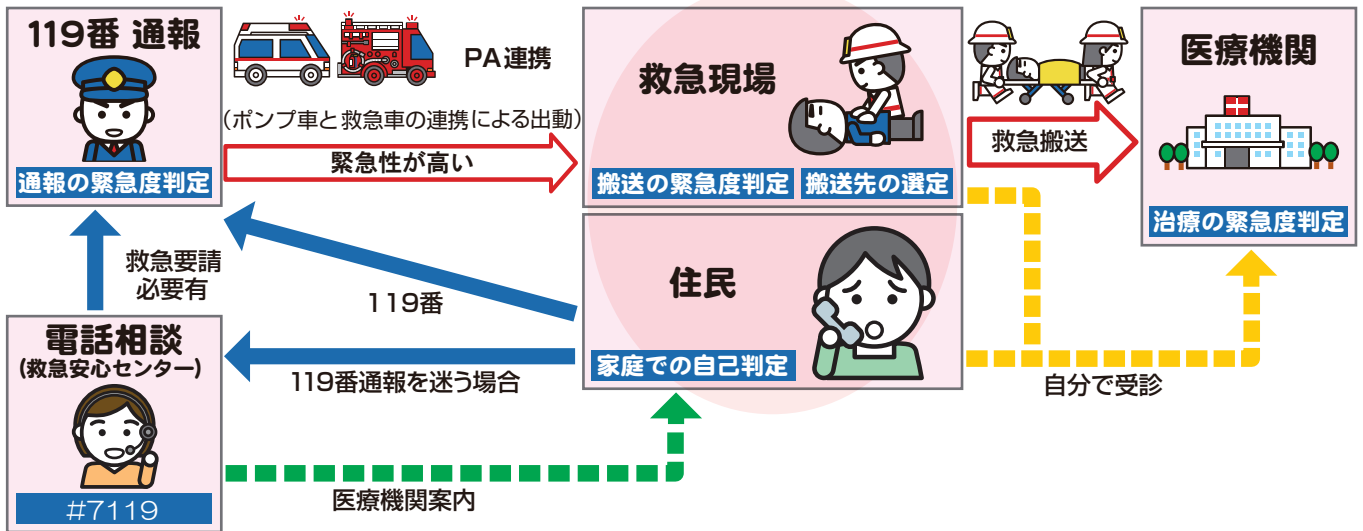 119番 通報
通報の緊急度判定
PA連携
(ポンプ車と救急車の連携による出動)
緊急性が高い
救急現場
搬送の緊急度判定
搬送先の選定
救急搬送
医療機関
治療の緊急度判定
救急要請
必要有
119番
住民
家庭での自己判定
電話相談
(救急安心センター)
#7119
119番通報を迷う場合
自分で受診
医療機関案内